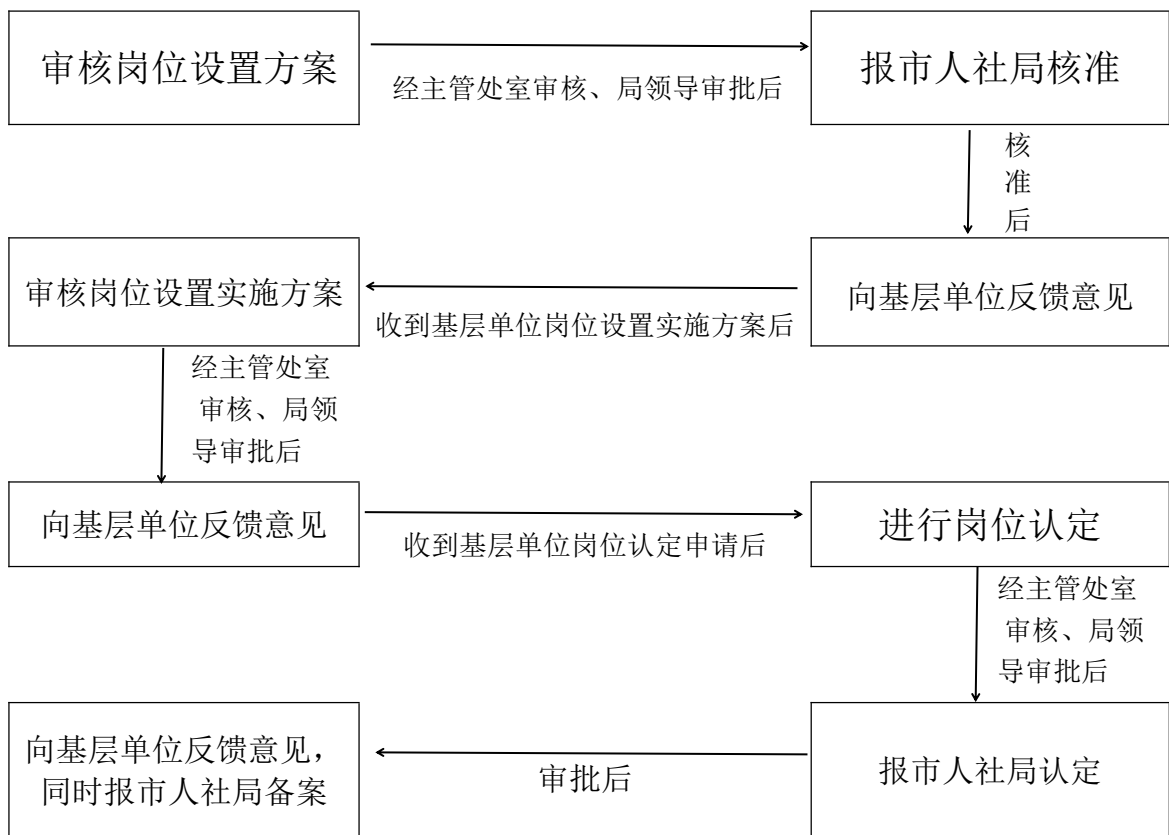 审核岗位设置方案
经主管处室审核、局领导审批后
报市人社局核准
核
准
后
向基层单位反馈意见
收到基层单位岗位设置实施方案后
审核岗位设置实施方案
经主管处室
审核、局领
导审批后
向基层单位反馈意见
收到基层单位岗位认定申请后
进行岗位认定
经主管处室
审核、局领
导审批后
报市人社局认定
审批后
向基层单位反馈意见，
同时报市人社局备案